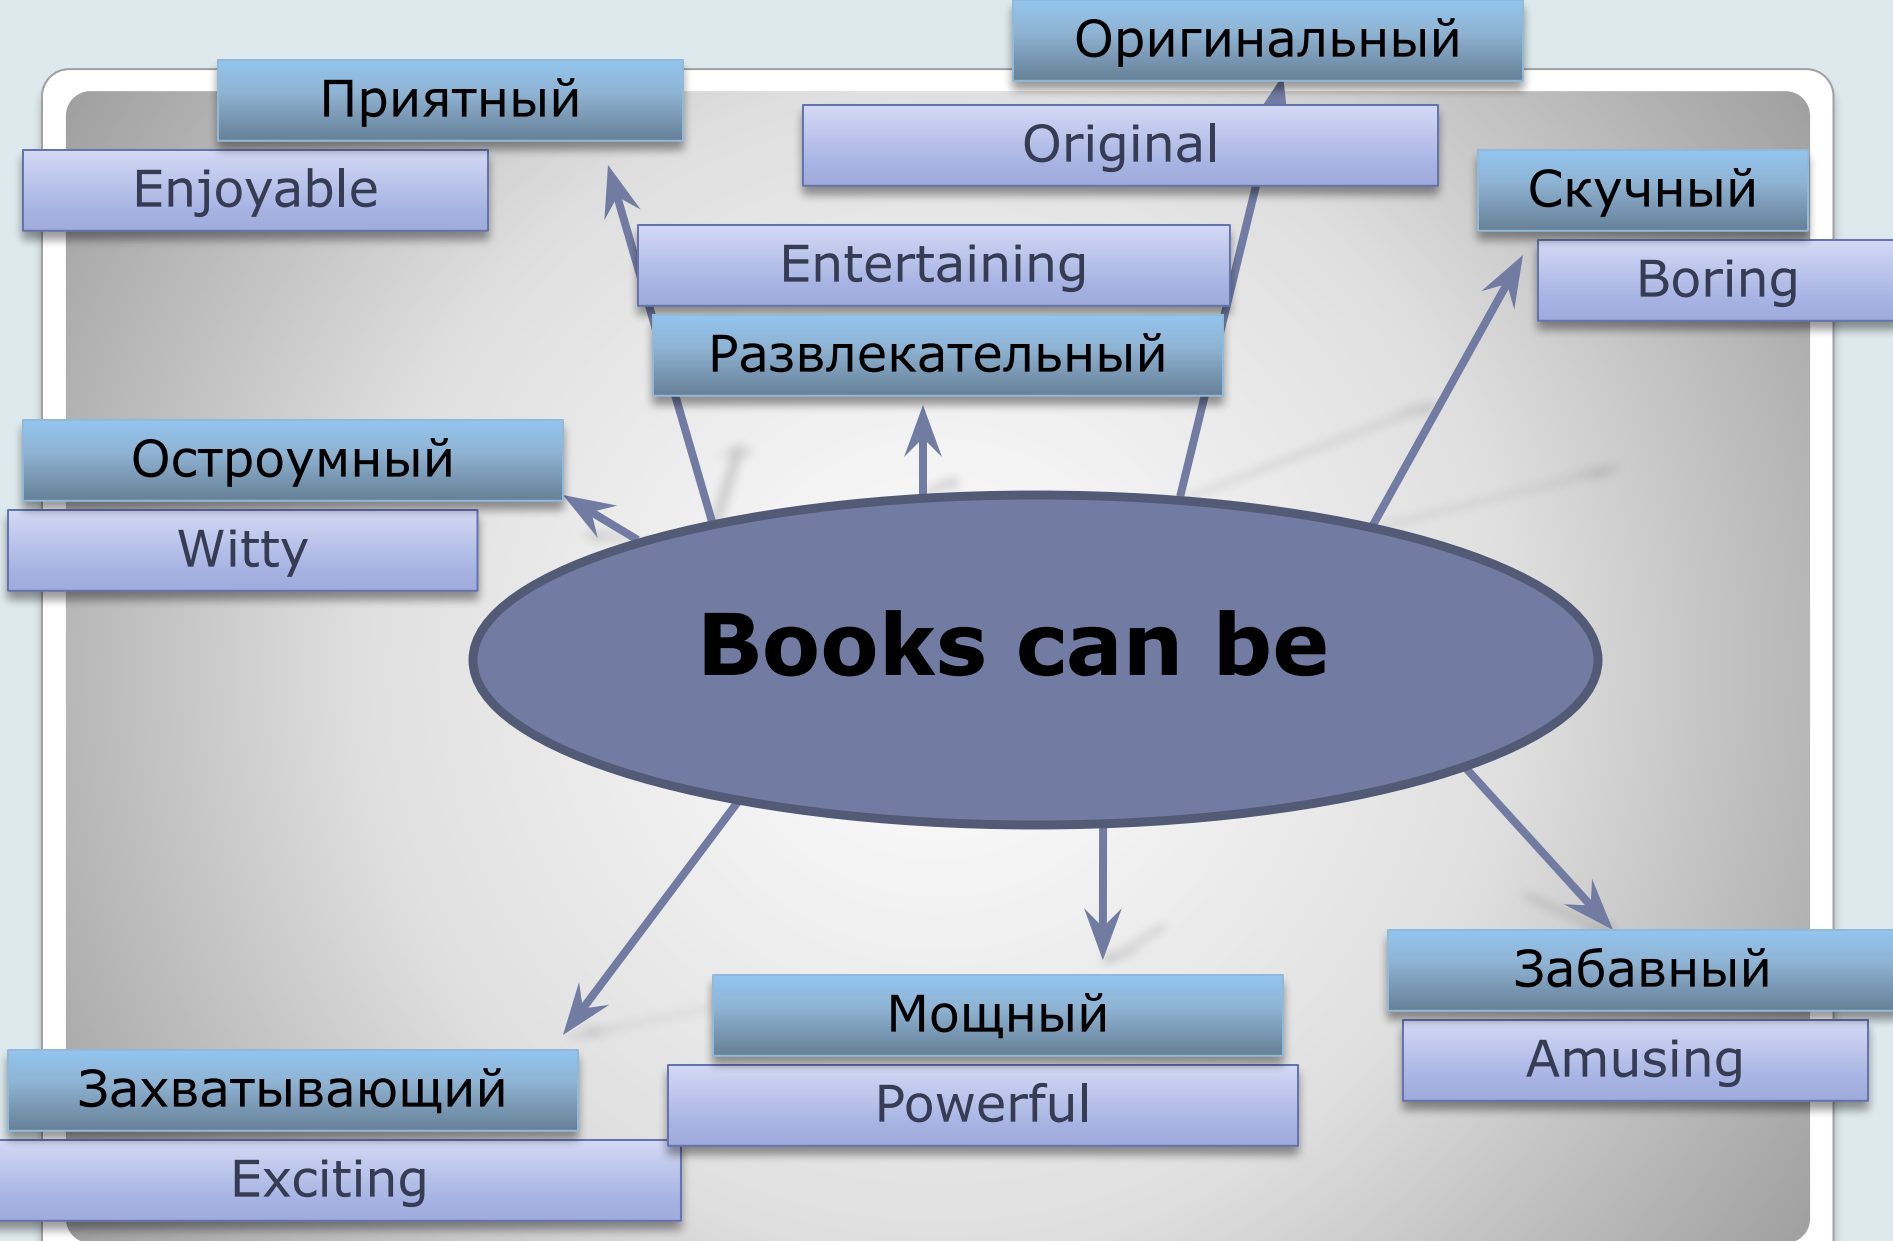 Оригинальный
Приятный
Original
Enjoyable
Скучный
Entertaining
Boring
Развлекательный
Остроумный
Witty
Books can be
Забавный
Мощный
Amusing
Захватывающий
Powerful
Exciting